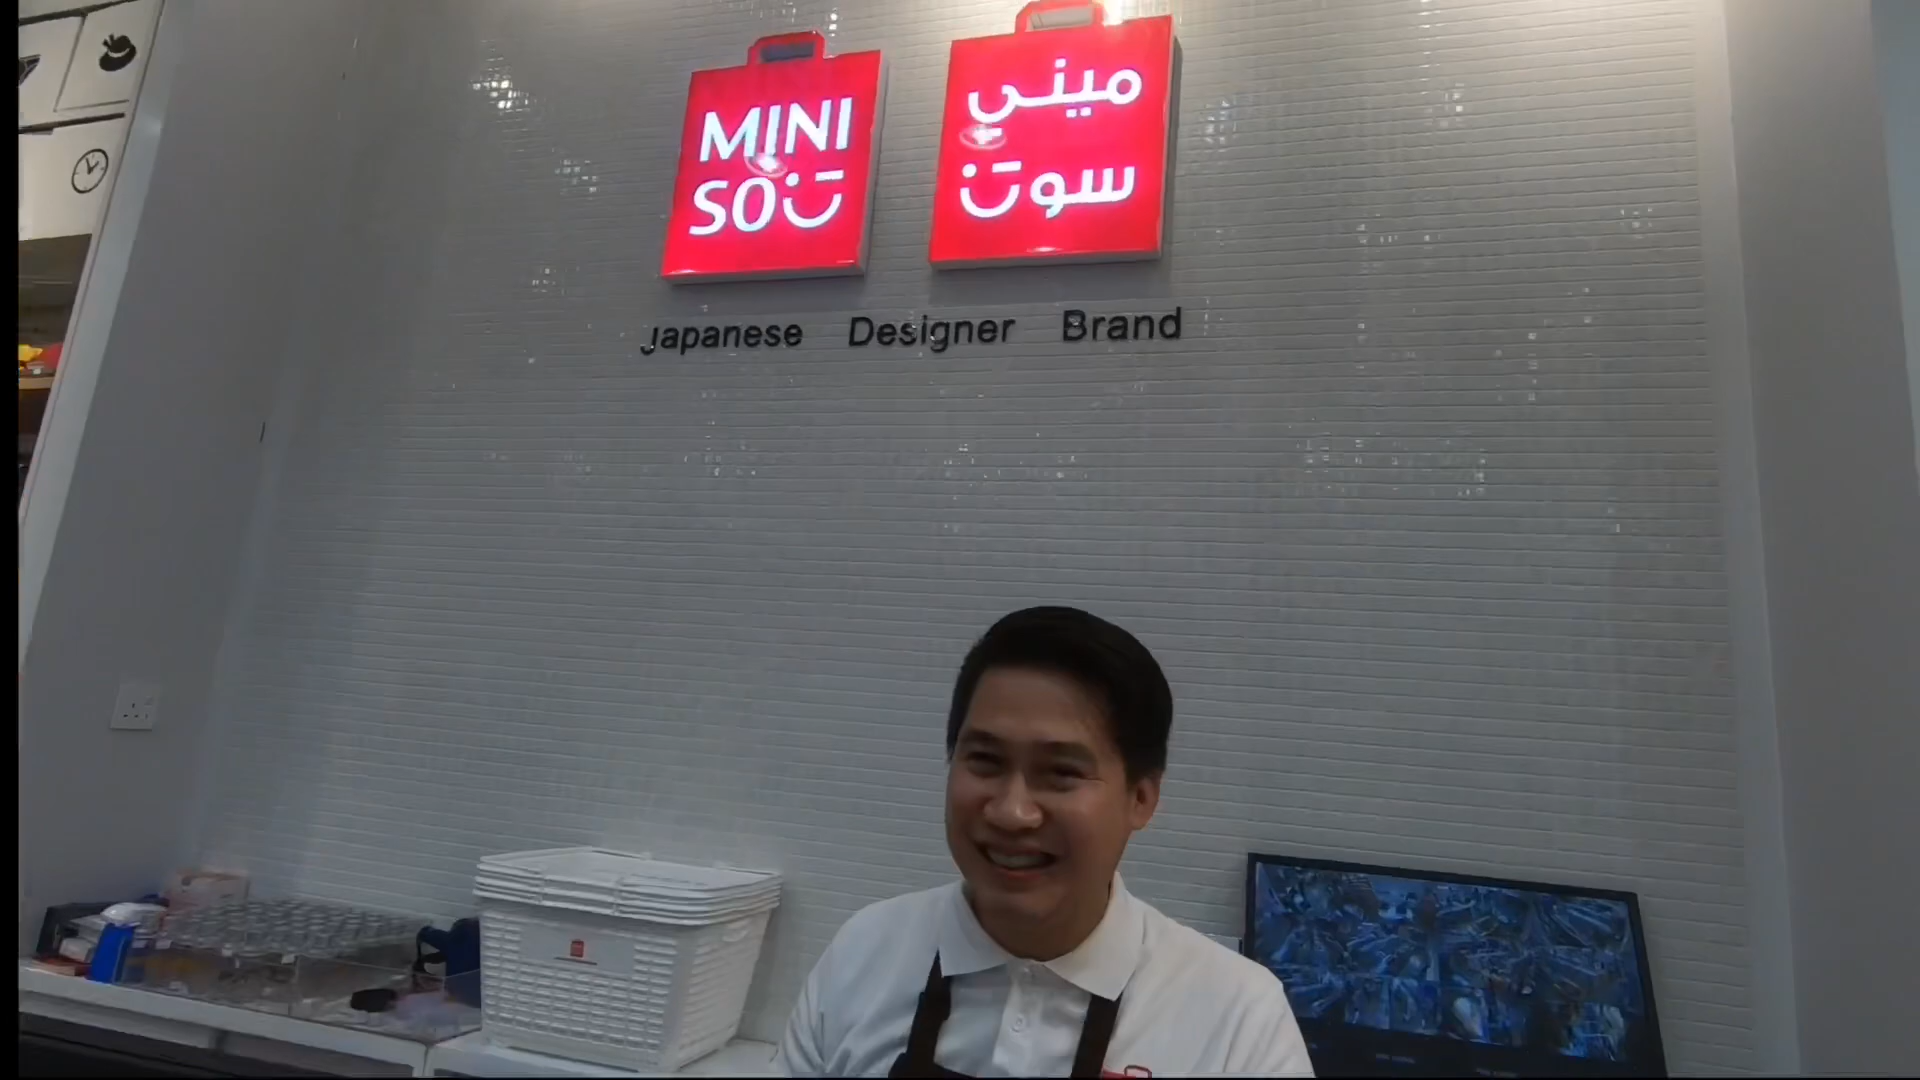 MINI
SO
ميني
سو
Japanese Designer Brand